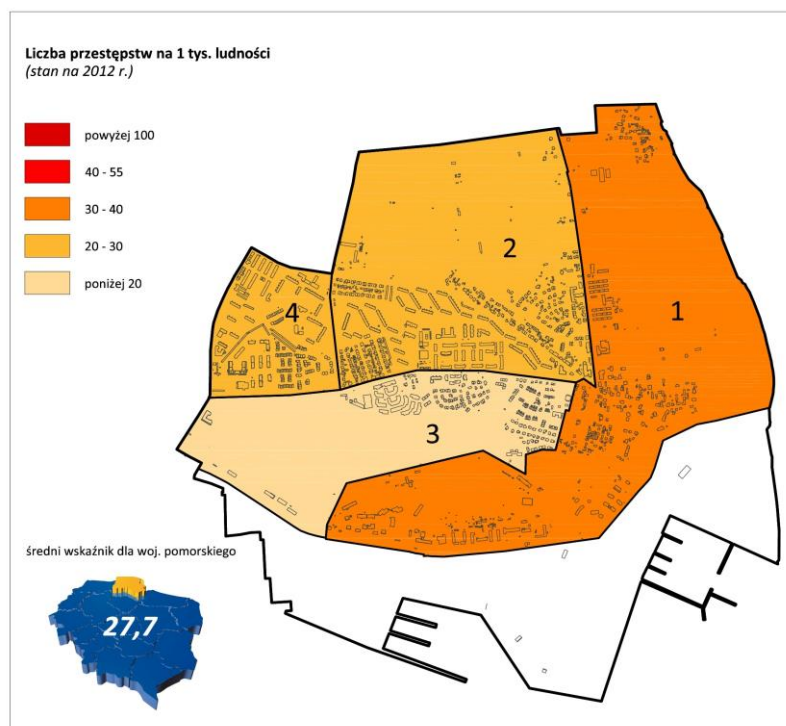 Liczba przestępstw na 1 tys. ludności
(stan na 2012 r.)
powyżej 100
40 - 55
30 - 40
20 - 30
poniżej 20
2
1
4
3
średni wskaźnik dla woj. pomorskiego
27,7